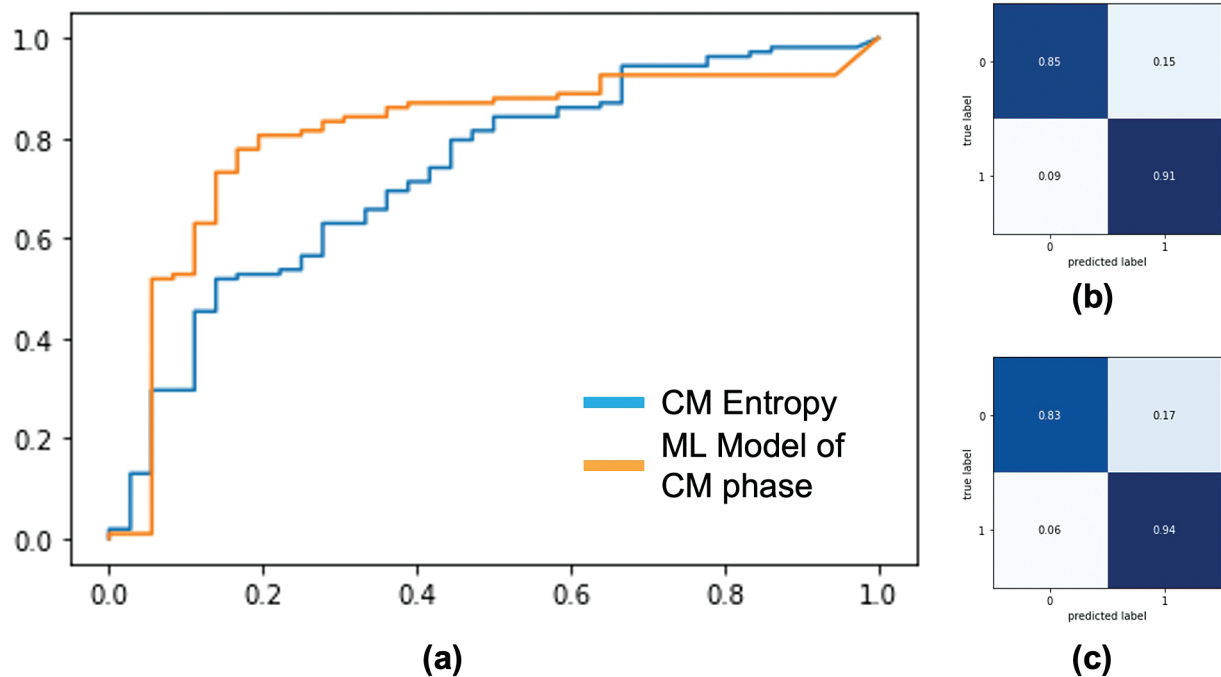 1.0
0.8
0.6
0.4
0.2
0.0
0.0 0.2 0.4 0.6 0.8 1.0
CM Entropy
ML Model of
CM phase
(a)
true label
0
1
0.85 0.15
0.09 0.91
0 1
predicted label
(b)
true label
0
1
0.83 0.17
0.06 0.94
0 1
predicted label
(c)